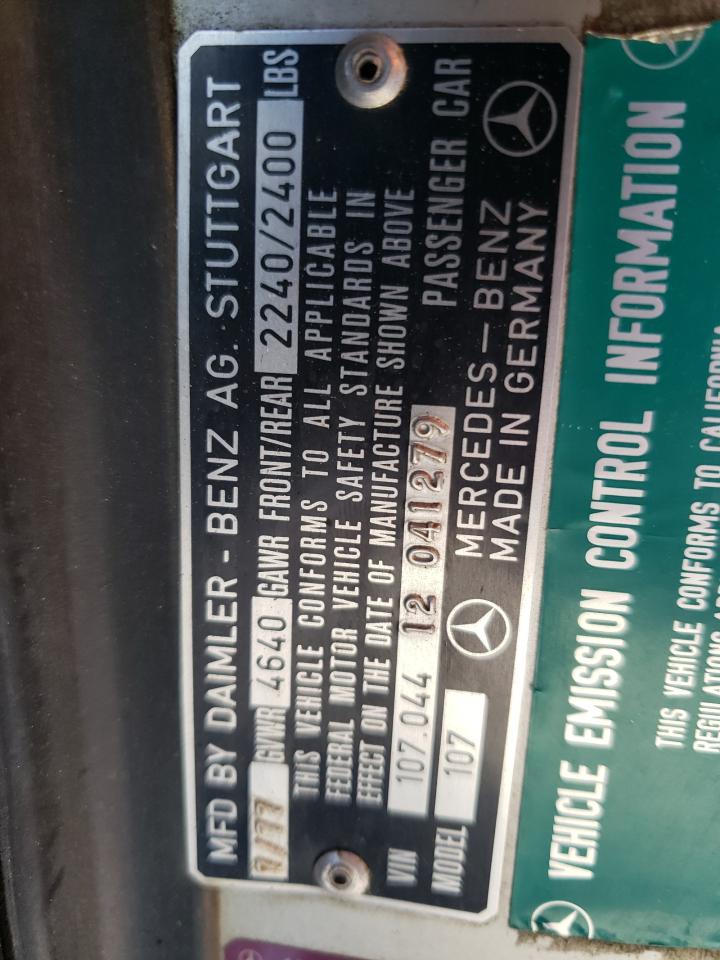 MFD BY DAIMLER - BENZ AG. STUTTGART
/77 GVWR 4640 GAWR FRONT/REAR 2240/2400 LBS
THIS VEHICLE CONFORMS TO ALL APPLICABLE
FEDERAL MOTOR VEHICLE SAFETY STANDARDS IN
EFFECT ON THE DATE OF MANUFACTURE SHOWN ABOVE
VIN 107.044 12 041279 PASSENGER CAR
MODEL 107 MERCEDES - BENZ
MADE IN GERMANY
VEHICLE EMISSION CONTROL INFORMATION
THIS VEHICLE CONFORMS TO